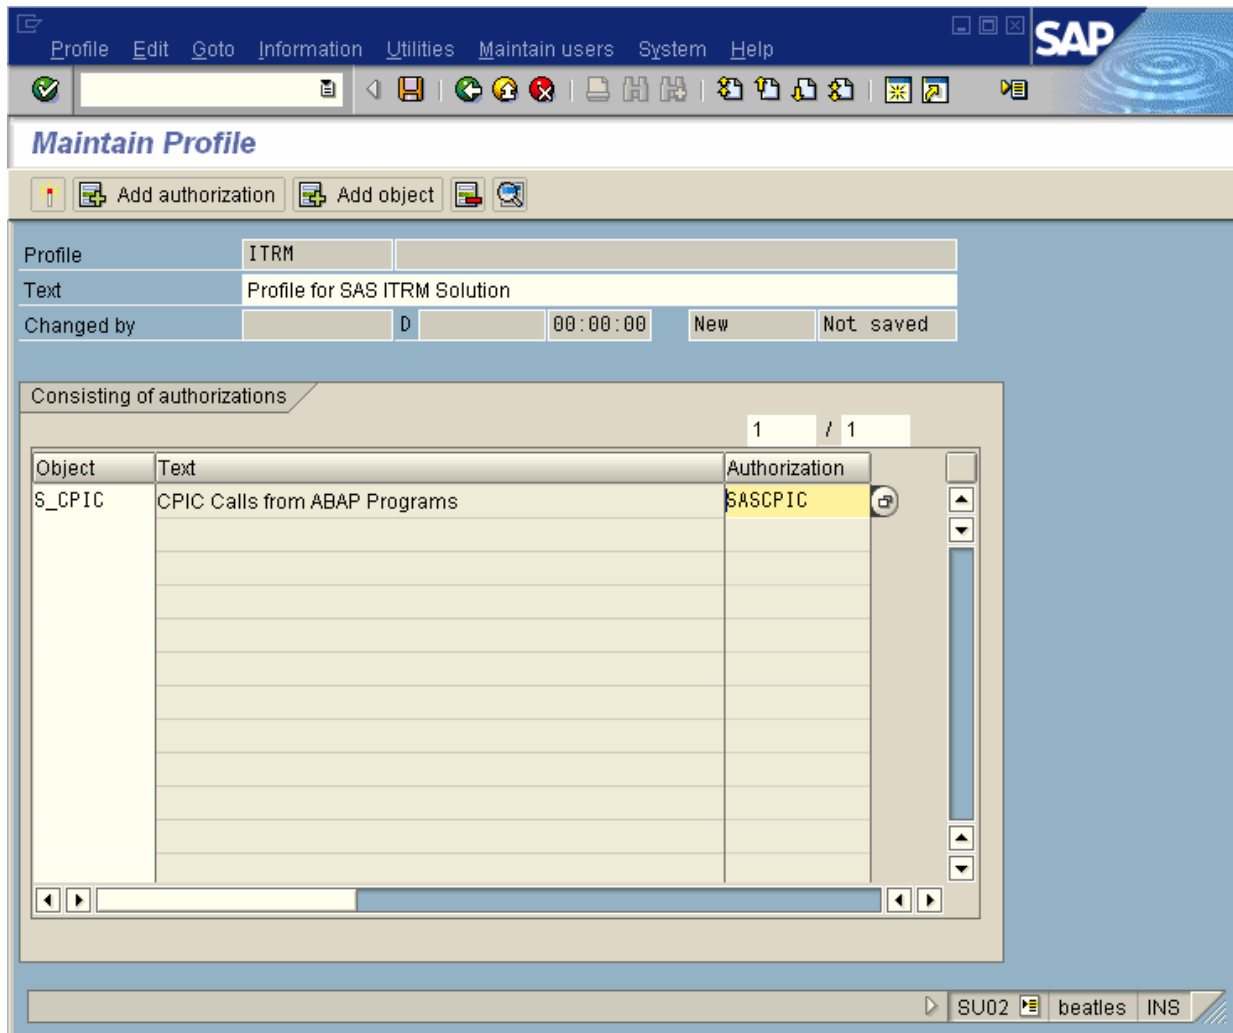 Profile Edit Goto Information Utilities Maintain users System Help
SAP
Maintain Profile
Add authorization Add object
Profile ITRM
Text Profile for SAS ITRM Solution
Changed by D 00:00:00 New Not saved
Consisting of authorizations
1 / 1
Object Text Authorization
S_CPIC CPIC Calls from ABAP Programs SASCPIC
SU02 beatles INS